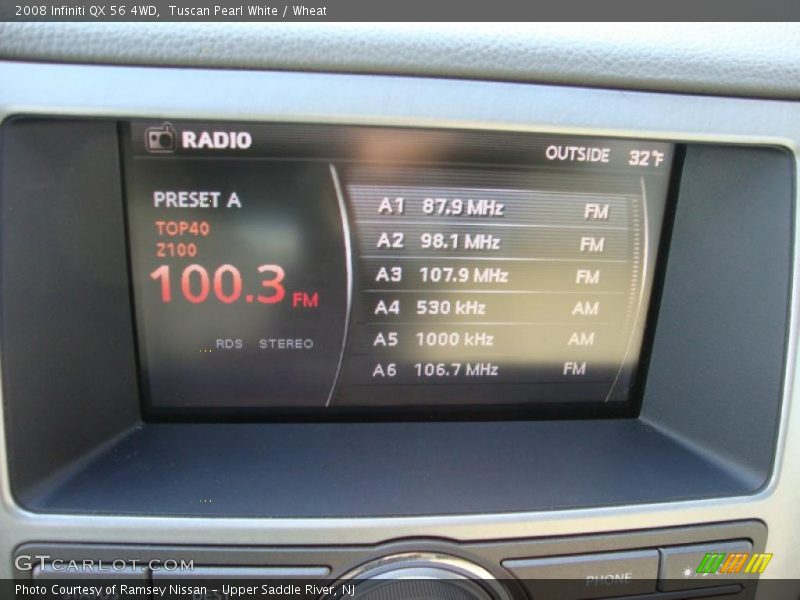 2008 Infiniti QX 56 4WD,  Tuscan Pearl White / Wheat
RADIO
OUTSIDE 32°F
PRESET A
TOP40
Z100
100.3 FM
RDS STEREO
A1 87.9 MHz FM
A2 98.1 MHz FM
A3 107.9 MHz FM
A4 530 kHz AM
A5 1000 kHz AM
A6 106.7 MHz FM
PHONE
GTCARLOT.COM
Photo Courtesy of Ramsey Nissan - Upper Saddle River, NJ